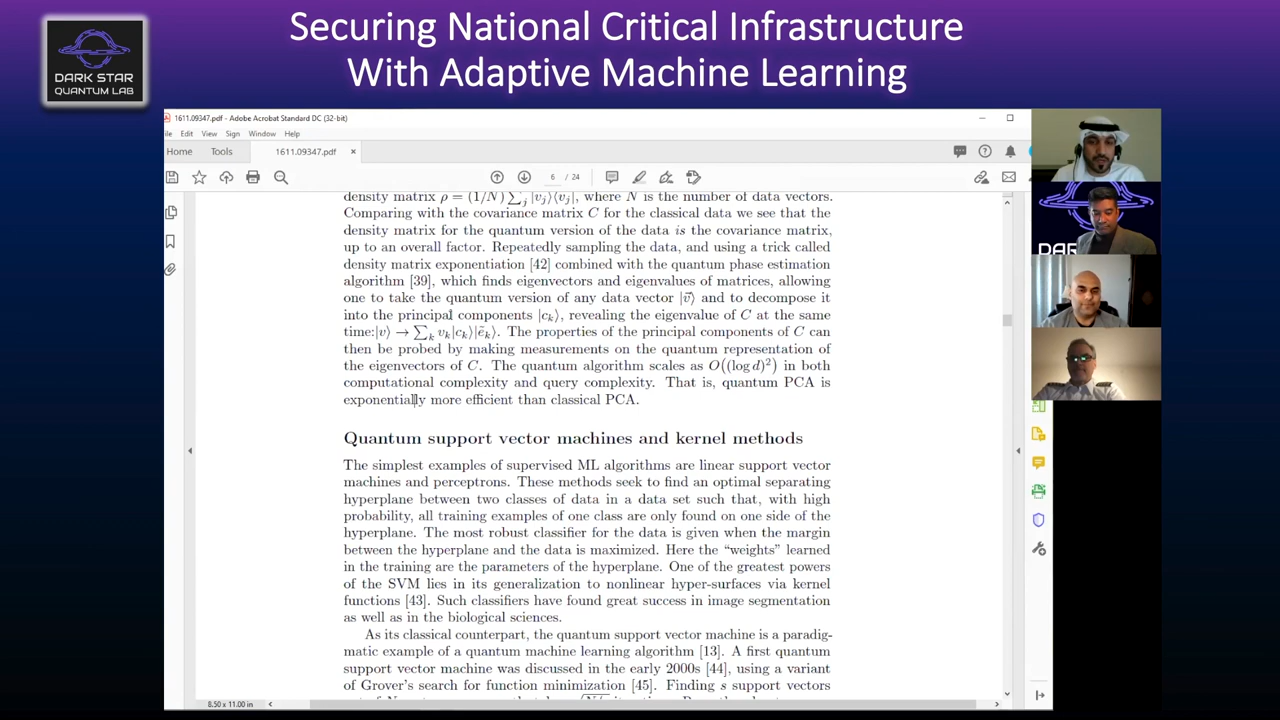 Securing National Critical Infrastructure
With Adaptive Machine Learning
DARK STAR
QUANTUM LAB
1611.09347.pdf - Adobe Acrobat Standard DC (32-bit)
ile Edit View Sign Window Help
Home Tools 1611.09347.pdf ×
6 / 24
density matrix ρ = (1/N) ∑j |vj⟩⟨vj|, where N is the number of data vectors.
Comparing with the covariance matrix C for the classical data we see that the
density matrix for the quantum version of the data is the covariance matrix,
up to an overall factor. Repeatedly sampling the data, and using a trick called
density matrix exponentiation [42] combined with the quantum phase estimation
algorithm [39], which finds eigenvectors and eigenvalues of matrices, allowing
one to take the quantum version of any data vector |v⃗⟩ and to decompose it
into the principal components |ck⟩, revealing the eigenvalue of C at the same
time:|v⟩ → ∑k vk|ck⟩|ẽk⟩. The properties of the principal components of C can
then be probed by making measurements on the quantum representation of
the eigenvectors of C. The quantum algorithm scales as O((log d)²) in both
computational complexity and query complexity. That is, quantum PCA is
exponentially more efficient than classical PCA.
Quantum support vector machines and kernel methods
The simplest examples of supervised ML algorithms are linear support vector
machines and perceptrons. These methods seek to find an optimal separating
hyperplane between two classes of data in a data set such that, with high
probability, all training examples of one class are only found on one side of the
hyperplane. The most robust classifier for the data is given when the margin
between the hyperplane and the data is maximized. Here the “weights” learned
in the training are the parameters of the hyperplane. One of the greatest powers
of the SVM lies in its generalization to nonlinear hyper-surfaces via kernel
functions [43]. Such classifiers have found great success in image segmentation
as well as in the biological sciences.
As its classical counterpart, the quantum support vector machine is a paradig-
matic example of a quantum machine learning algorithm [13]. A first quantum
support vector machine was discussed in the early 2000s [44], using a variant
of Grover’s search for function minimization [45]. Finding s support vectors
8.50 x 11.00 in
DAR